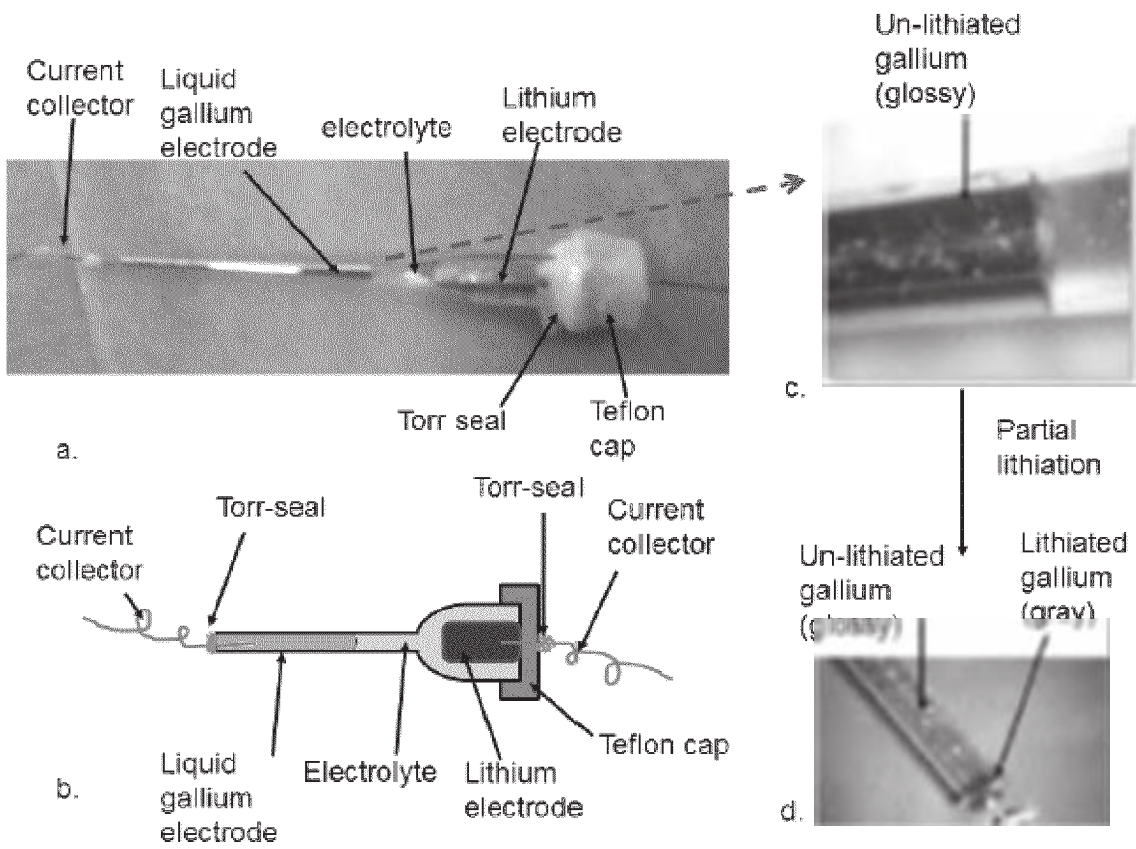 Current
collector
Liquid
gallium
electrode
electrolyte
Lithium
electrode
Torr seal
Teflon
cap
a.
Un-lithiated
gallium
(glossy)
c.
Partial
lithiation
Torr-seal
Current
collector
Torr-seal
Current
collector
Liquid
gallium
electrode
Electrolyte
Lithium
electrode
Teflon cap
b.
Un-lithiated
gallium
(glossy)
Lithiated
gallium
(gray)
d.